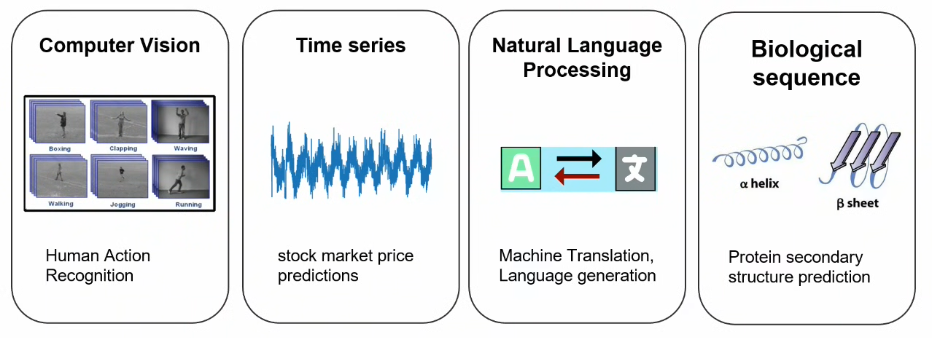 Computer Vision
Boxing
Clapping
Waving
Walking
Jogging
Running
Human Action
Recognition
Time series
stock market price
predictions
Natural Language
Processing
A
文
Machine Translation,
Language generation
Biological
sequence
α helix
β sheet
Protein secondary
structure prediction